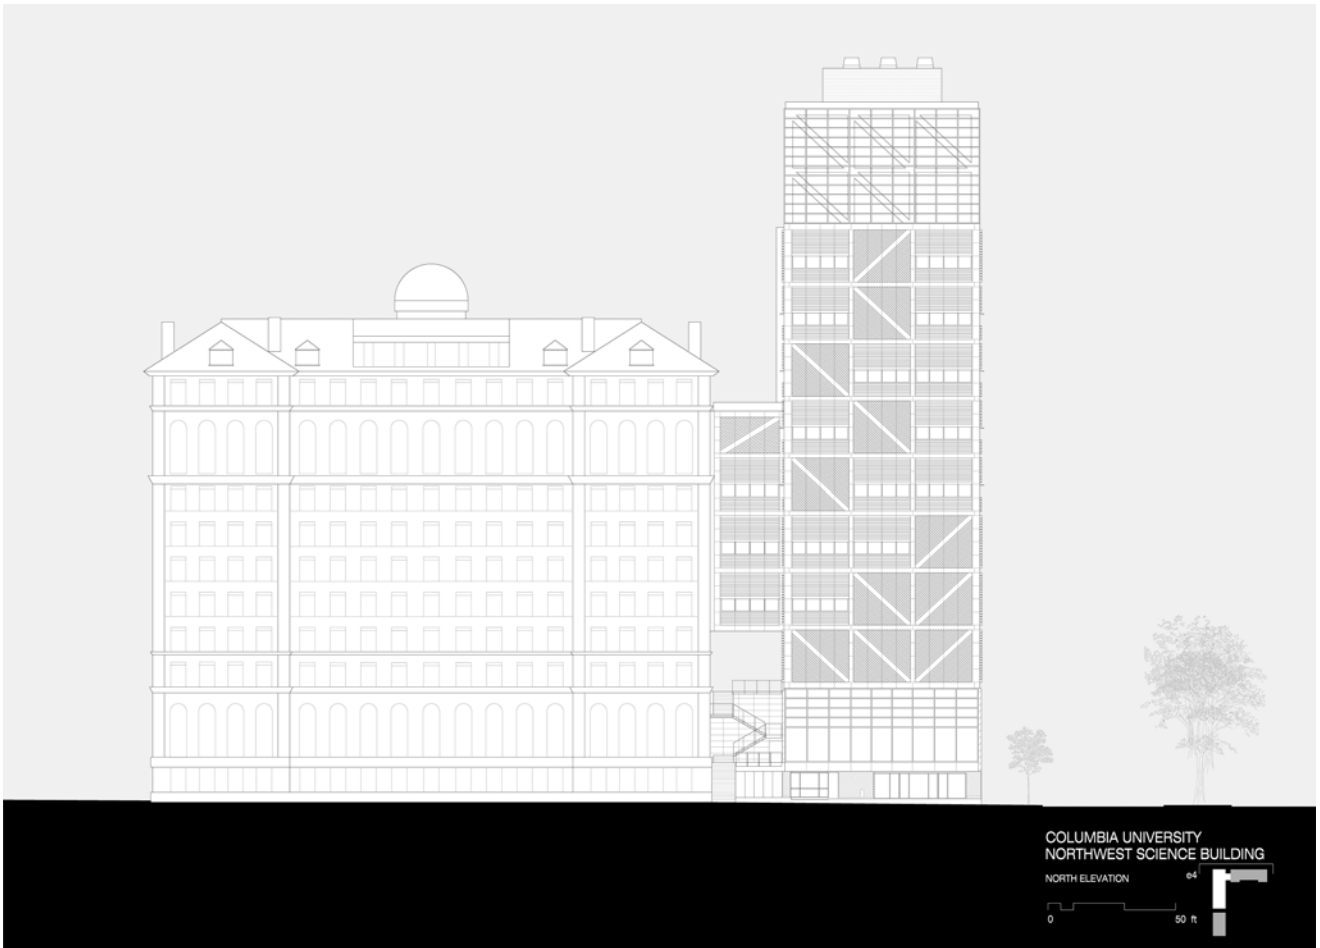 COLUMBIA UNIVERSITY
NORTHWEST SCIENCE BUILDING
NORTH ELEVATION
e4
0 50 ft